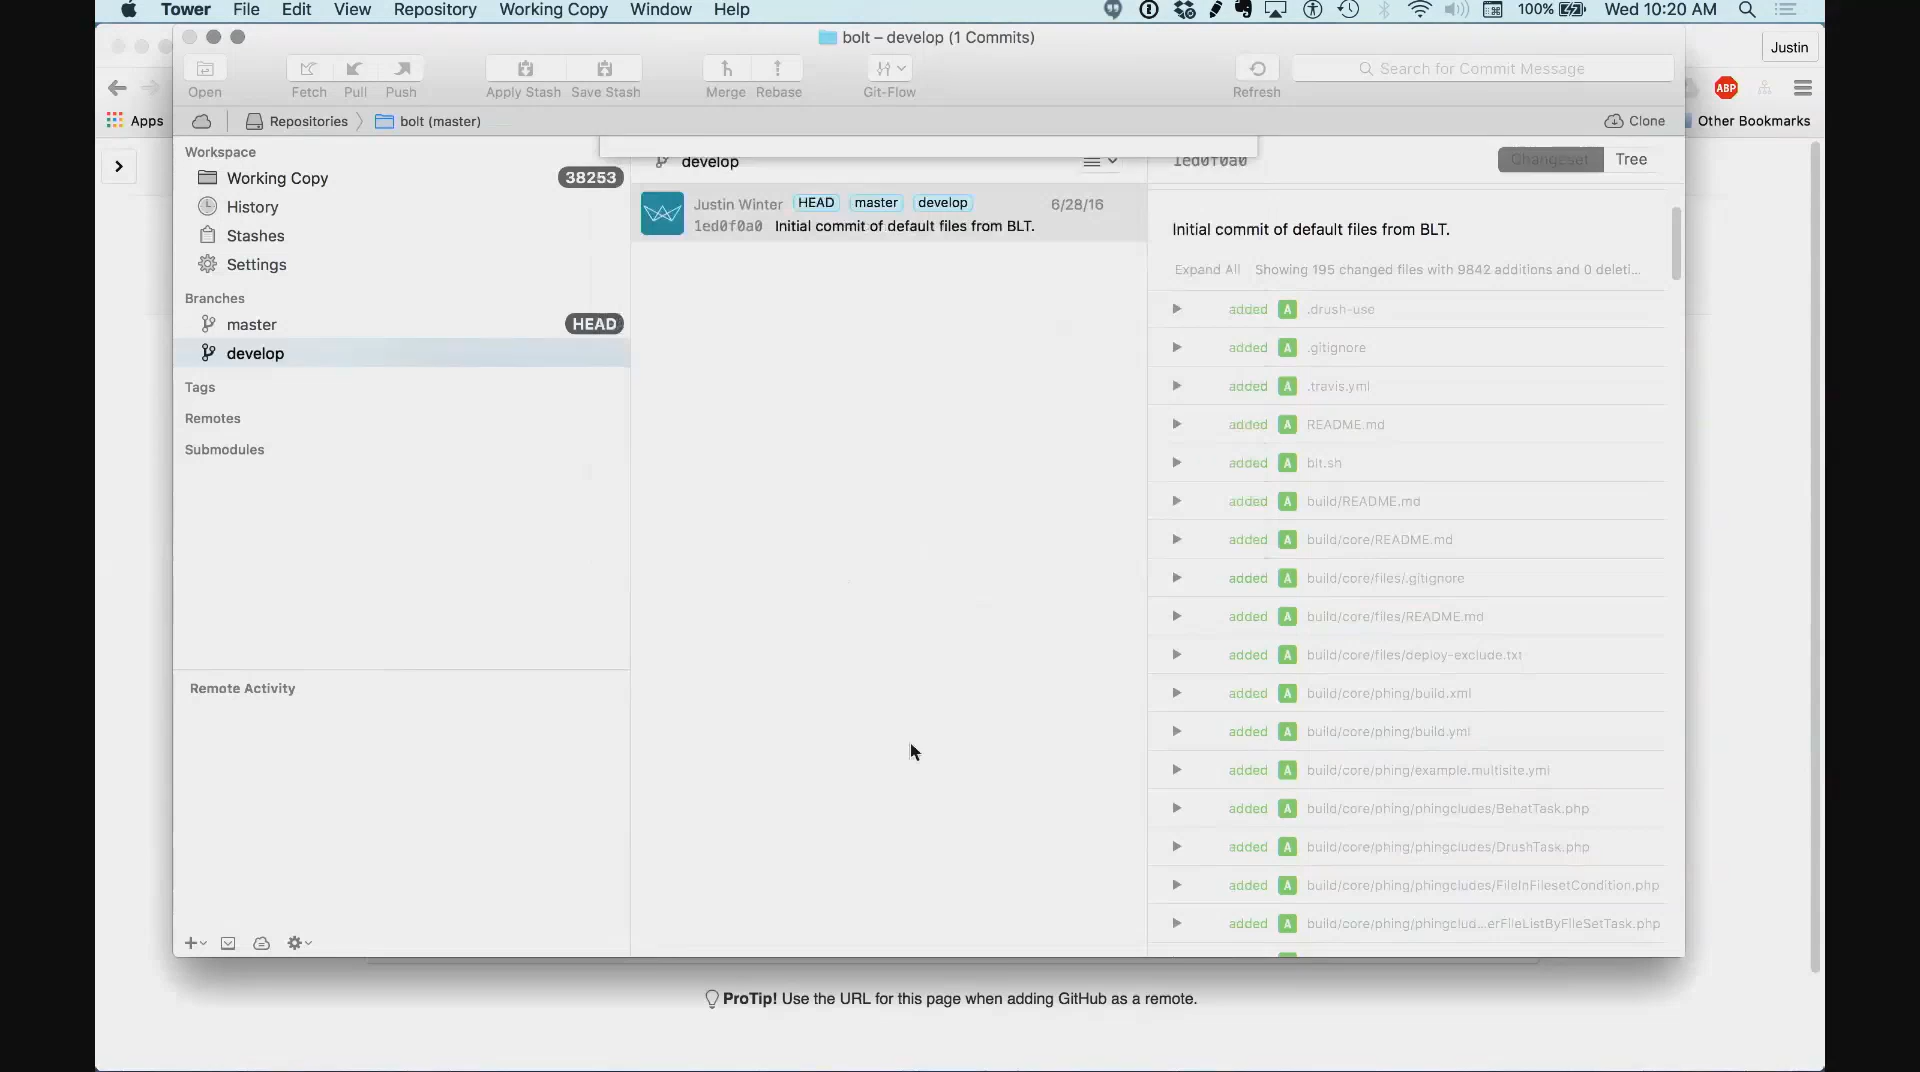 Tower File Edit View Repository Working Copy Window Help 100% Wed 10:20 AM
bolt – develop (1 Commits)
Justin
Open Fetch Pull Push Apply Stash Save Stash Merge Rebase Git-Flow Refresh Search for Commit Message
ABP
Apps
Repositories bolt (master) Clone
Other Bookmarks
Workspace
Working Copy 38253
History
Stashes
Settings
Branches
master HEAD
develop
Tags
Remotes
Submodules
Remote Activity
develop
Justin Winter HEAD master develop 6/28/16
1ed0f0a0 Initial commit of default files from BLT.
1ed0f0a0 Changeset Tree
Initial commit of default files from BLT.
Expand All Showing 195 changed files with 9842 additions and 0 deleti...
added A .drush-use
added A .gitignore
added A .travis.yml
added A README.md
added A blt.sh
added A build/README.md
added A build/core/README.md
added A build/core/files/.gitignore
added A build/core/files/README.md
added A build/core/files/deploy-exclude.txt
added A build/core/phing/build.xml
added A build/core/phing/build.yml
added A build/core/phing/example.multisite.yml
added A build/core/phing/phingcludes/BehatTask.php
added A build/core/phing/phingcludes/DrushTask.php
added A build/core/phing/phingcludes/FileInFilesetCondition.php
added A build/core/phing/phingclud...erFileListByFileSetTask.php
ProTip! Use the URL for this page when adding GitHub as a remote.